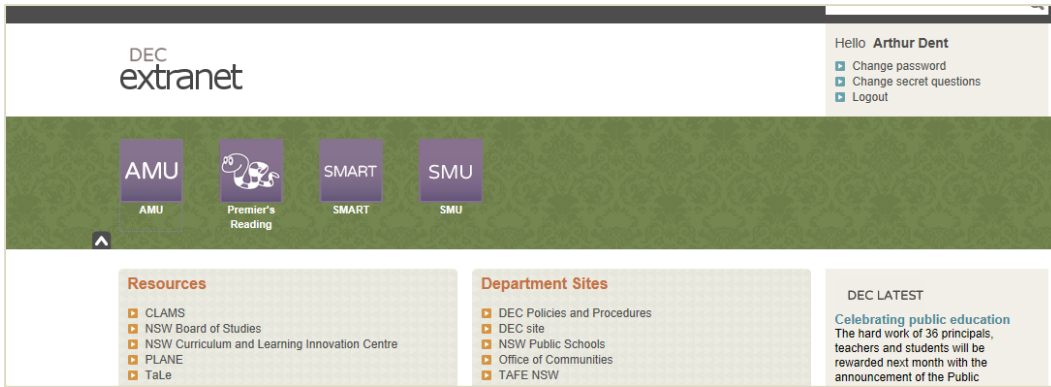 Hello Arthur Dent
Change password
Change secret questions
Logout
DEC
extranet
AMU
SMART
SMU
AMU
Premier's
Reading
SMART
SMU
Resources
CLAMS
NSW Board of Studies
NSW Curriculum and Learning Innovation Centre
PLANE
TaLe
Department Sites
DEC Policies and Procedures
DEC site
NSW Public Schools
Office of Communities
TAFE NSW
DEC LATEST
Celebrating public education
The hard work of 36 principals,
teachers and students will be
rewarded next month with the
announcement of the Public